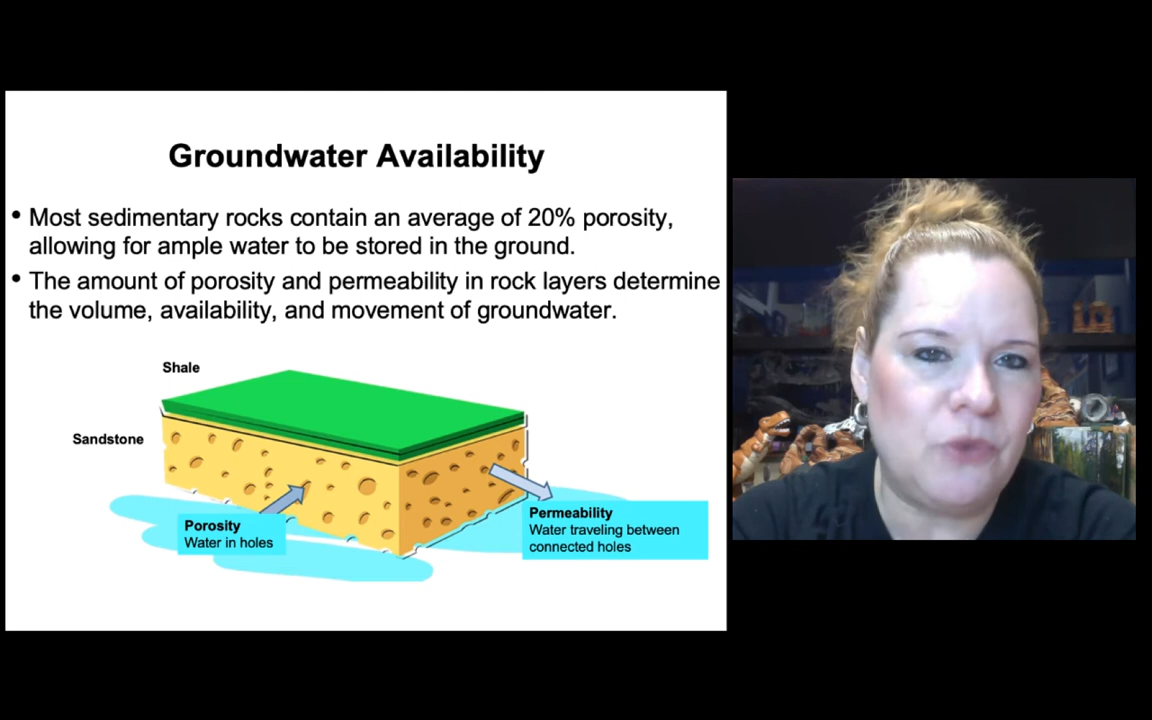 Groundwater Availability
• Most sedimentary rocks contain an average of 20% porosity,
allowing for ample water to be stored in the ground.
• The amount of porosity and permeability in rock layers determine
the volume, availability, and movement of groundwater.
Shale
Sandstone
Porosity
Water in holes
Permeability
Water traveling between
connected holes